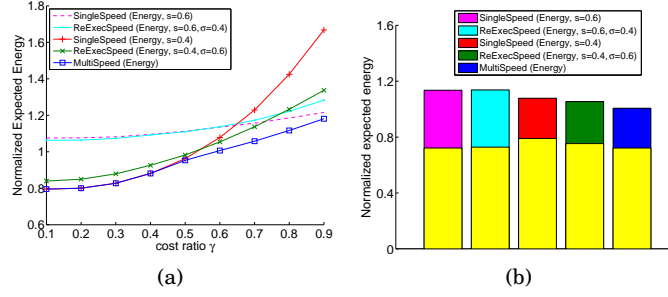 SingleSpeed (Energy, s=0.6)
ReExecSpeed (Energy, s=0.6, σ=0.4)
SingleSpeed (Energy, s=0.4)
ReExecSpeed (Energy, s=0.4, σ=0.6)
MultiSpeed (Energy)
Normalized Expected Energy
1.8
1.6
1.4
1.2
1
0.8
0.6
0.1
0.2
0.3
0.4
0.5
0.6
0.7
0.8
0.9
cost ratio γ
(a)
SingleSpeed (Energy, s=0.6)
ReExecSpeed (Energy, s=0.6, σ=0.4)
SingleSpeed (Energy, s=0.4)
ReExecSpeed (Energy, s=0.4, σ=0.6)
MultiSpeed (Energy)
Normalized expected energy
1.6
1.2
0.8
0.4
0
(b)